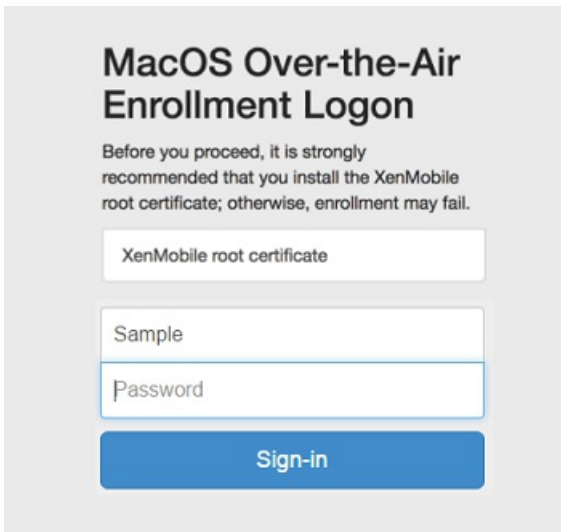 MacOS Over-the-Air
Enrollment Logon
Before you proceed, it is strongly
recommended that you install the XenMobile
root certificate; otherwise, enrollment may fail.
XenMobile root certificate
Sample
Password
Sign-in